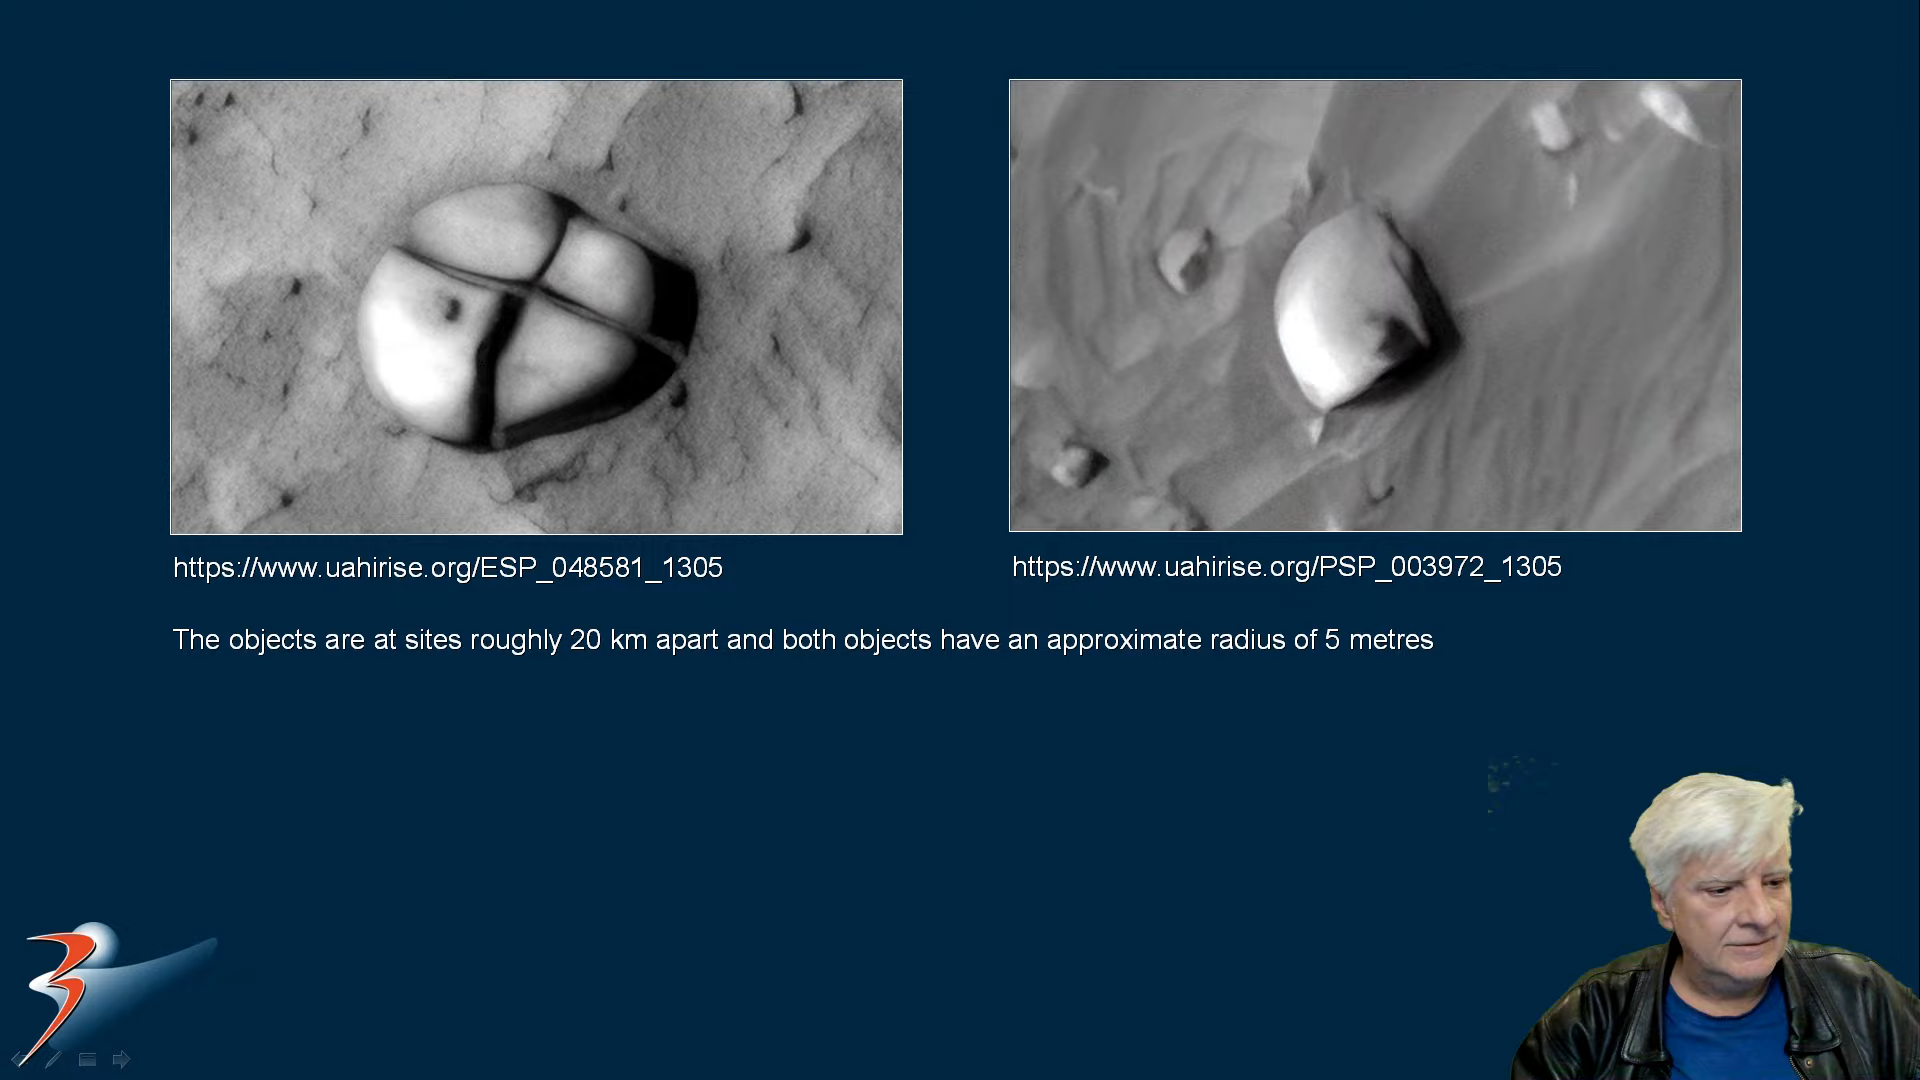 https://www.uahirise.org/ESP_048581_1305
https://www.uahirise.org/PSP_003972_1305
The objects are at sites roughly 20 km apart and both objects have an approximate radius of 5 metres